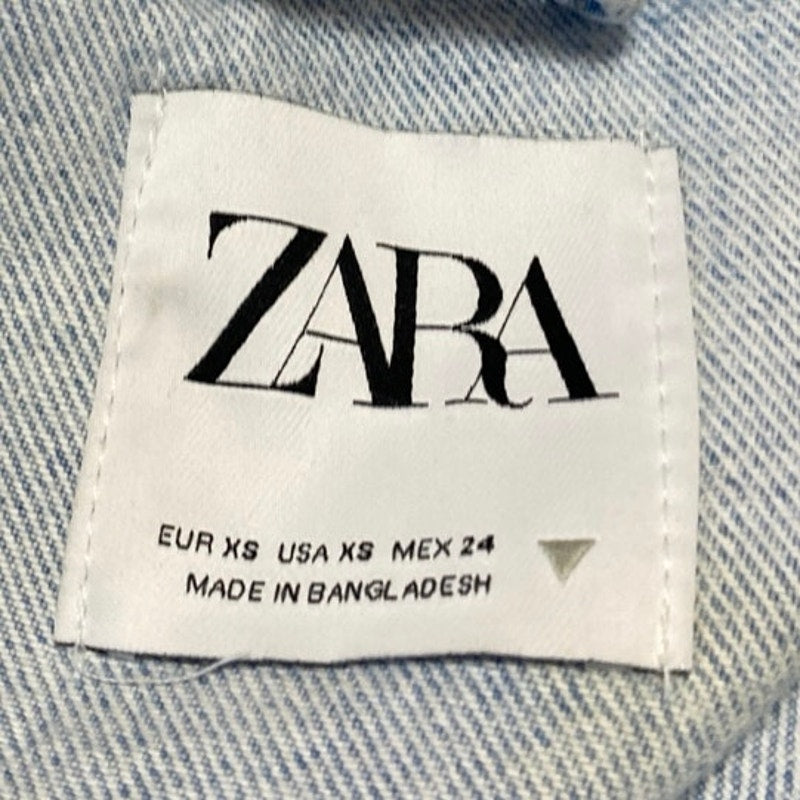 ZARA
EUR XS USA XS MEX 24
MADE IN BANGLADESH